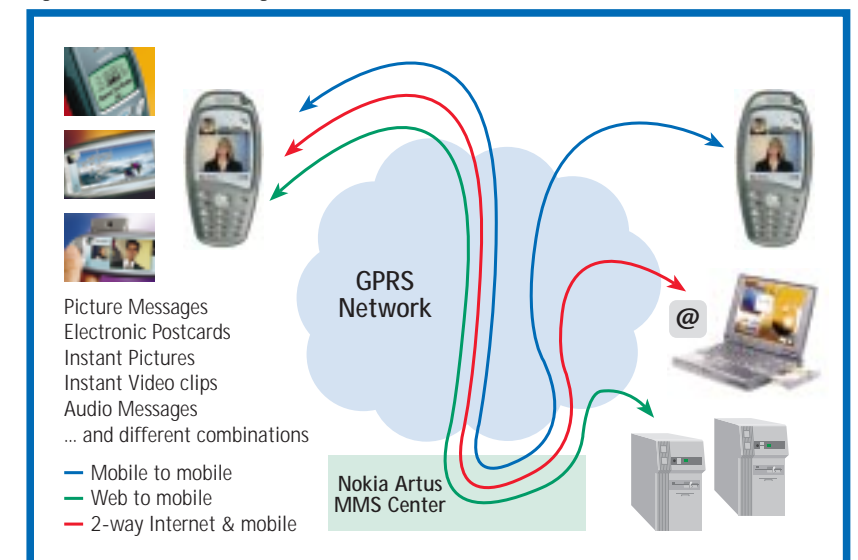 GPRS
Network
@
Picture Messages
Electronic Postcards
Instant Pictures
Instant Video clips
Audio Messages
... and different combinations
Mobile to mobile
Web to mobile
2-way Internet & mobile
Nokia Artus
MMS Center